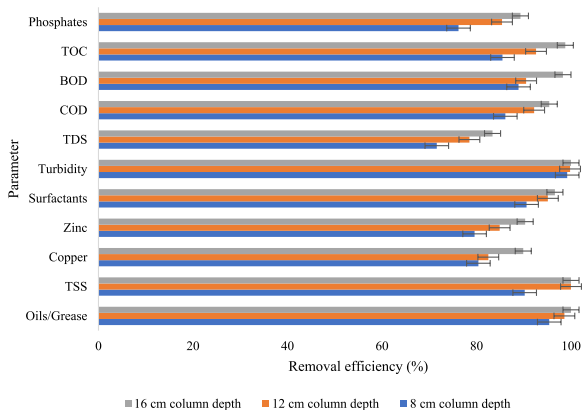 Phosphates
TOC
BOD
COD
TDS
Turbidity
Surfactants
Zinc
Copper
TSS
Oils/Grease
Parameter
0 20 40 60 80 100
Removal efficiency (%)
16 cm column depth 12 cm column depth 8 cm column depth